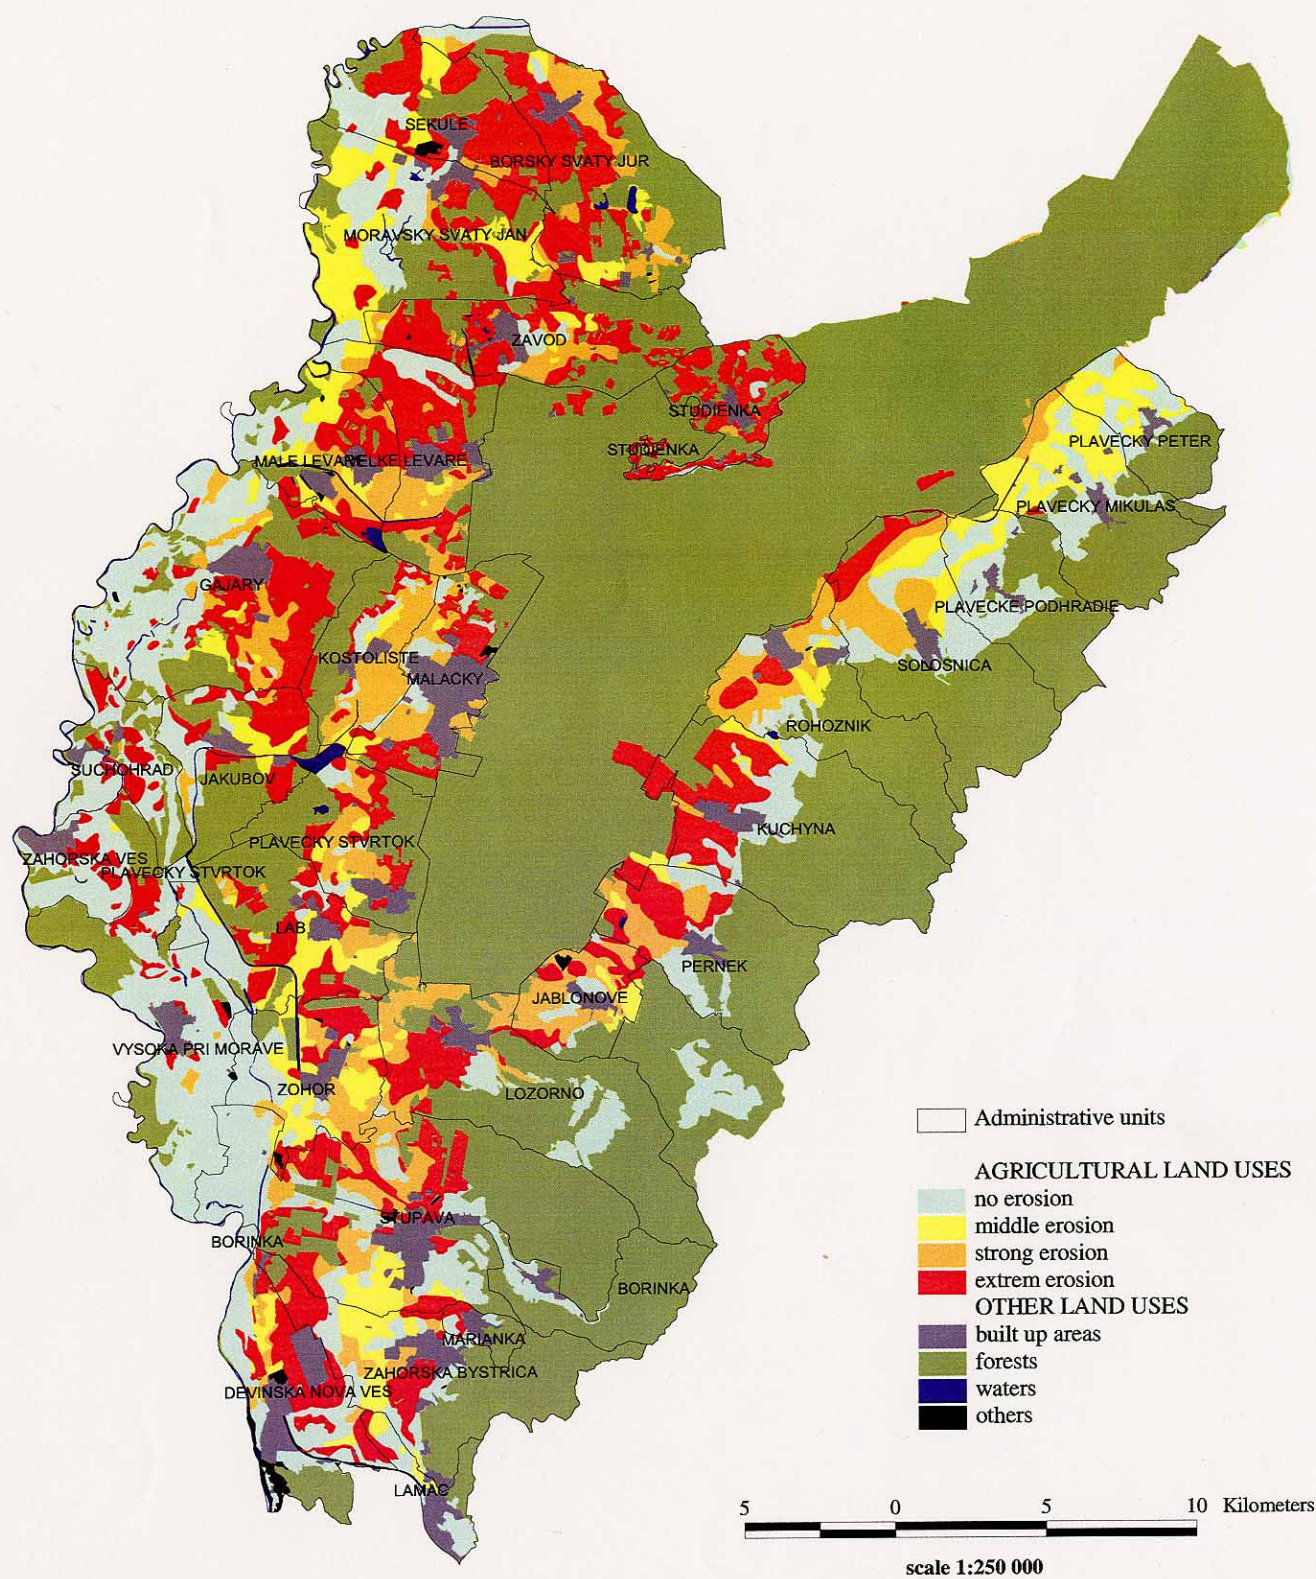 SEKULE
BORSKY SVATY JUR
MORAVSKY SVATY JAN
ZAVOD
STUDIENKA
STUDIENKA
PLAVECKY PETER
MALE LEVARE
VELKE LEVARE
PLAVECKY MIKULAS
GAJARY
PLAVECKE PODHRADIE
KOSTOLISTE
SOLOSNICA
MALACKY
ROHOZNIK
SUCHOHRAD
JAKUBOV
KUCHYNA
PLAVECKY STVRTOK
ZAHORSKA VES
PLAVECKY STVRTOK
LAB
PERNEK
JABLONOVE
VYSOKA PRI MORAVE
ZOHOR
LOZORNO
STUPAVA
BORINKA
BORINKA
MARIANKA
ZAHORSKA BYSTRICA
DEVINSKA NOVA VES
LAMAC
Administrative units
AGRICULTURAL LAND USES
no erosion
middle erosion
strong erosion
extrem erosion
OTHER LAND USES
built up areas
forests
waters
others
5 0 5 10 Kilometers
scale 1:250 000